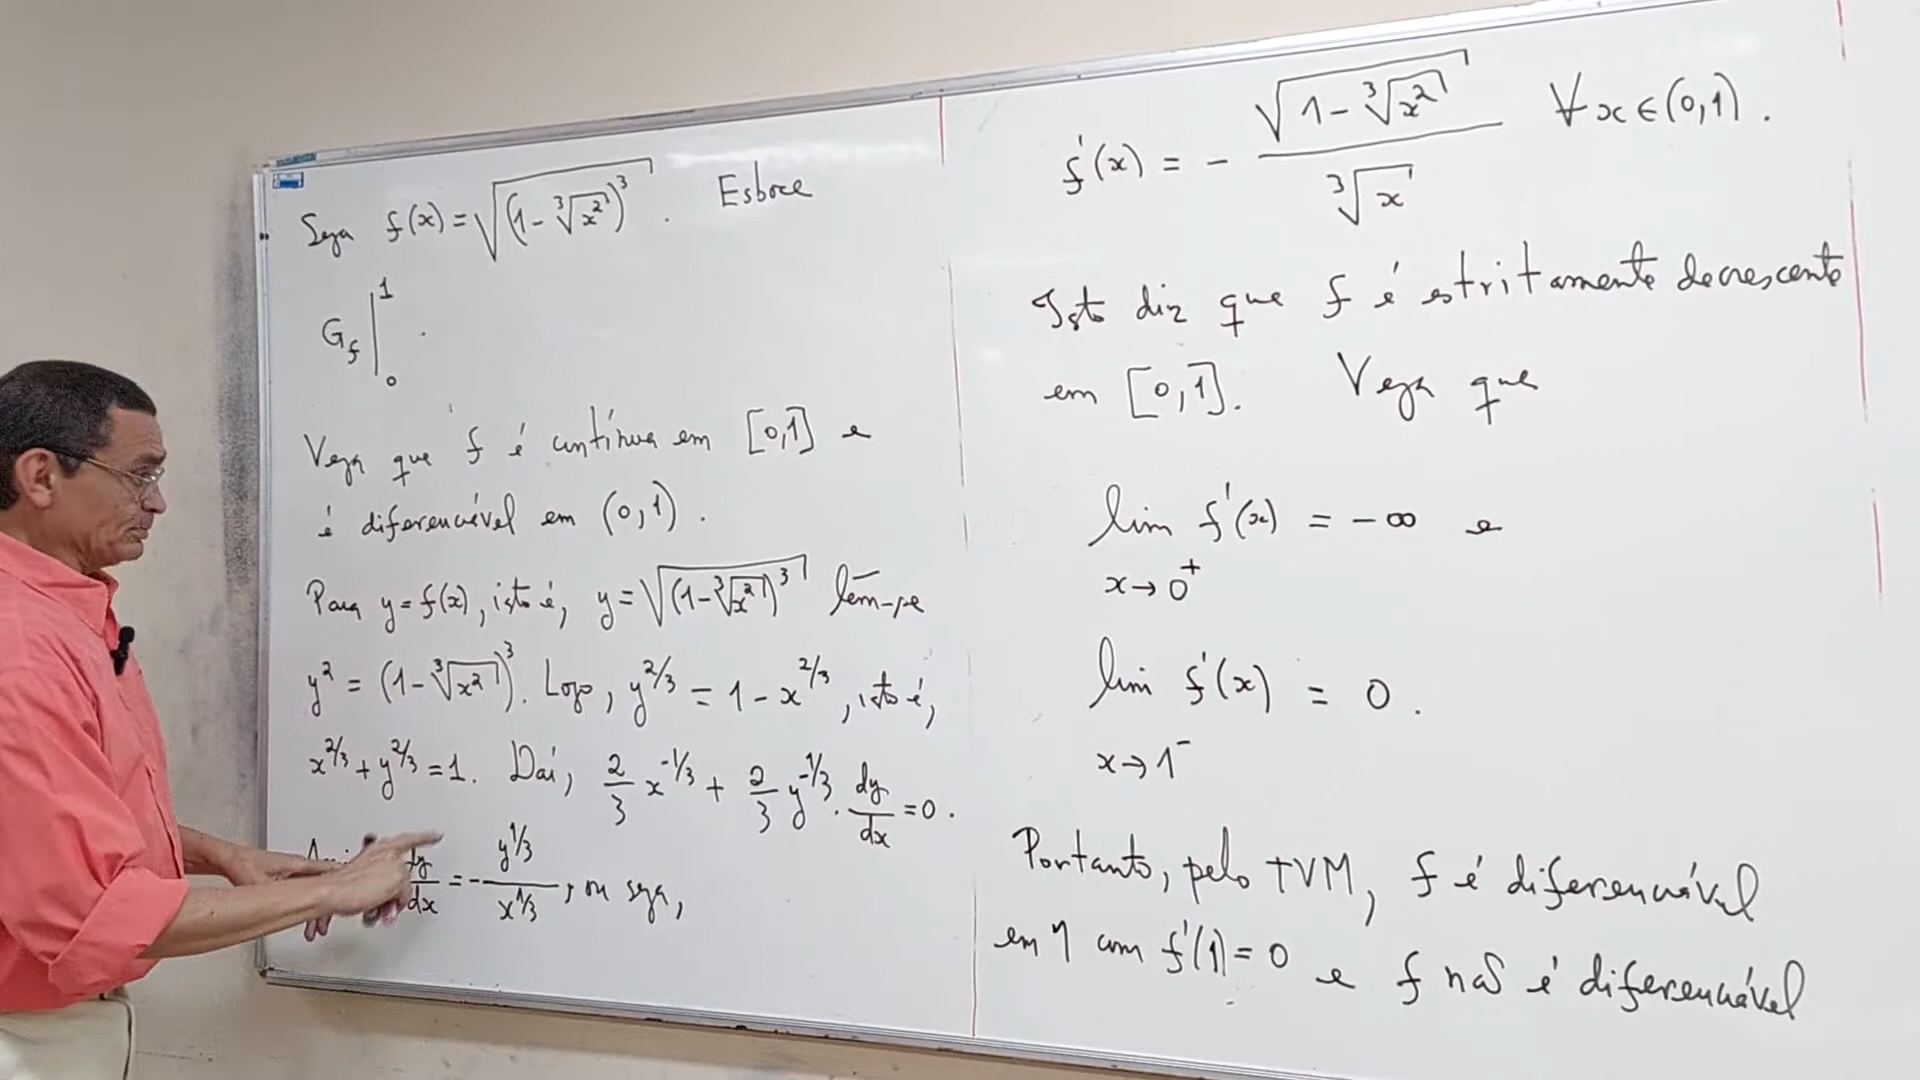 Seja f(x) = √((1 - ∛x²)³) . Esboce
G_f |₀¹ .
Veja que f é contínua em [0,1] e
é diferenciável em (0,1) .
Para y = f(x), isto é, y = √((1 - ∛x²)³) têm-se
y² = (1 - ∛x²)³. Logo, y^(2/3) = 1 - x^(2/3), isto é,
x^(2/3) + y^(2/3) = 1. Daí, 2/3 x^(-1/3) + 2/3 y^(-1/3) · dy/dx = 0 .
dy/dx = - y^(1/3) / x^(1/3), ou seja,
f'(x) = - √(1 - ∛x²) / ∛x ∀x∈(0,1) .
Isto diz que f é estritamente decrescente
em [0,1]. Veja que
lim f'(x) = -∞ e
x→0⁺
lim f'(x) = 0 .
x→1⁻
Portanto, pelo TVM, f é diferenciável
em 1 com f'(1) = 0 e f não é diferenciável